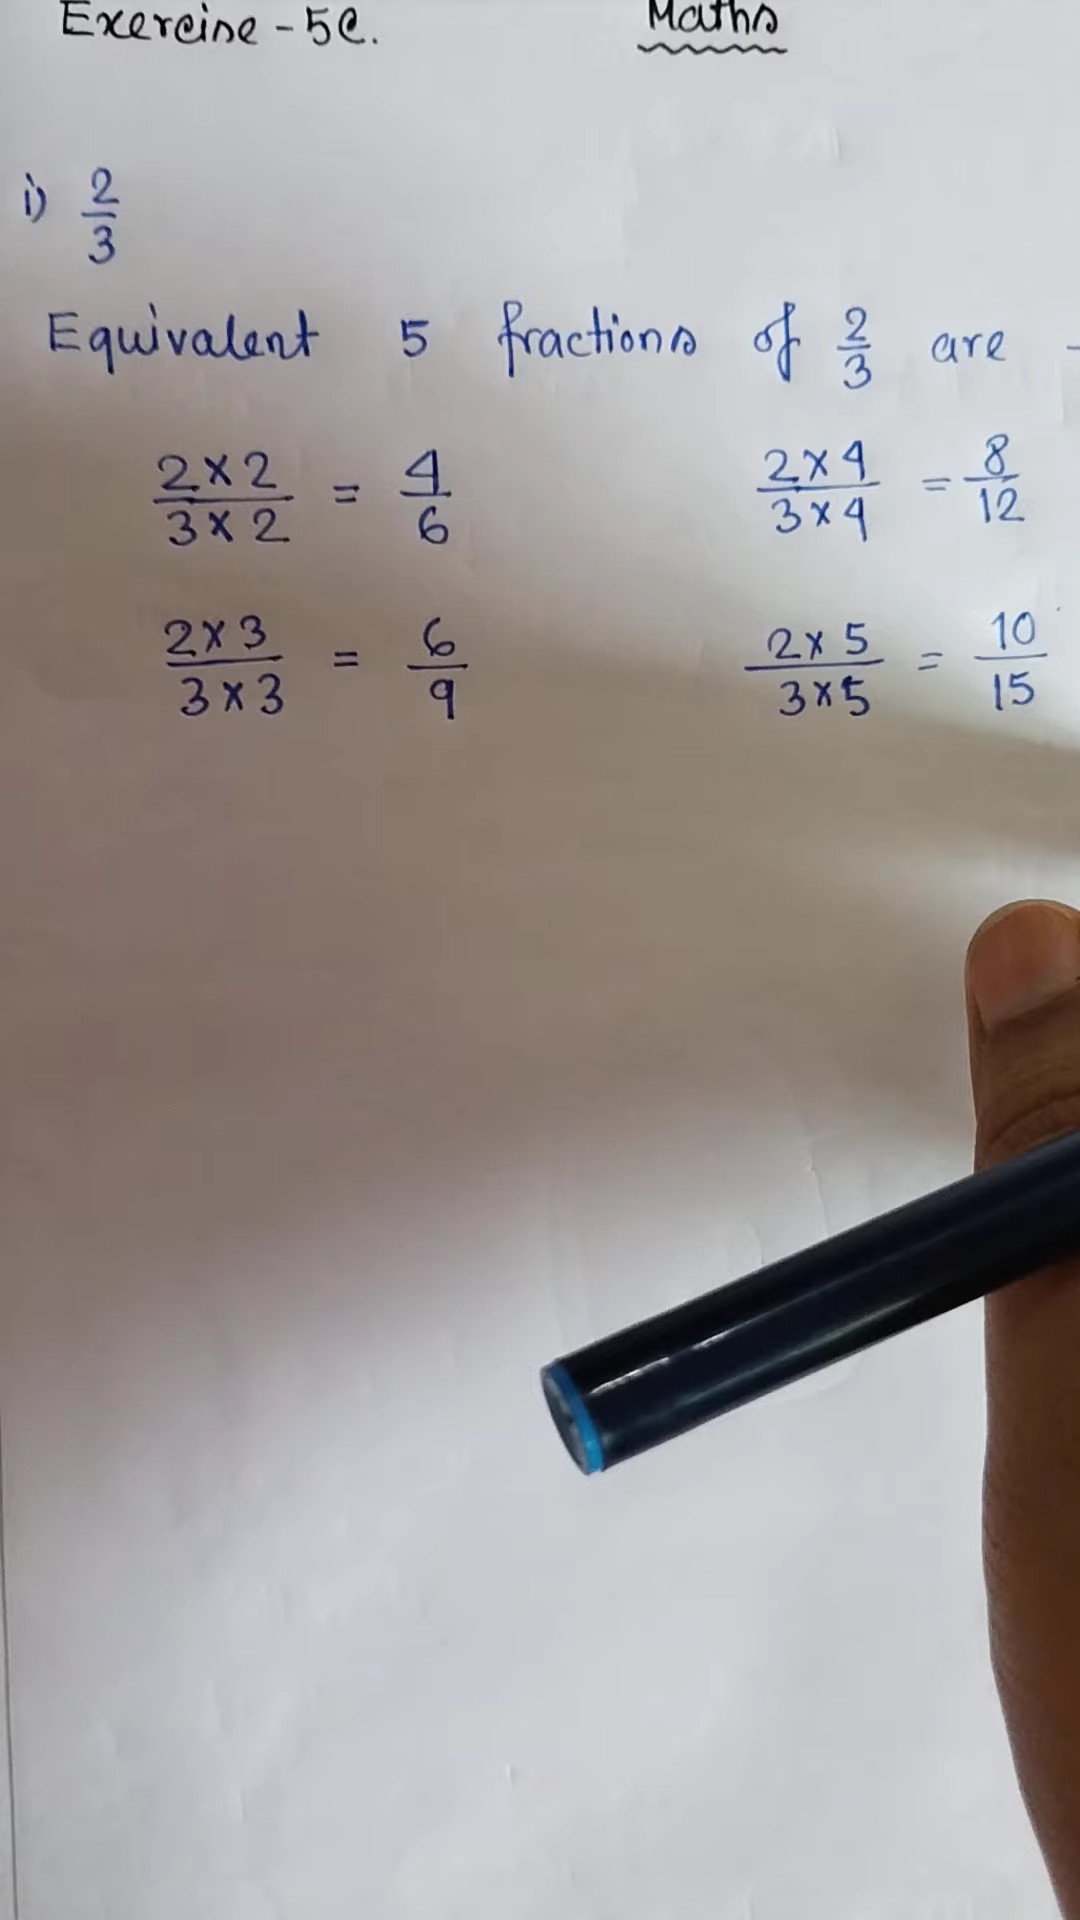 Exercise - 5C. Maths
i) 2/3
Equivalent 5 fractions of 2/3 are -
2×2/3×2 = 4/6 2×4/3×4 = 8/12
2×3/3×3 = 6/9 2×5/3×5 = 10/15